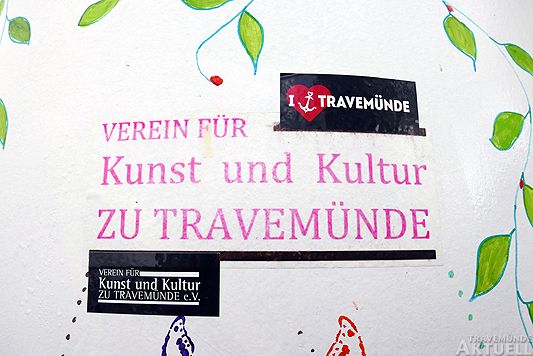 I TRAVEMÜNDE
VEREIN FÜR
Kunst und Kultur
ZU TRAVEMÜNDE
VEREIN FÜR
Kunst und Kultur
ZU TRAVEMÜNDE e.V.
TRAVEMÜNDE
AKTUELL